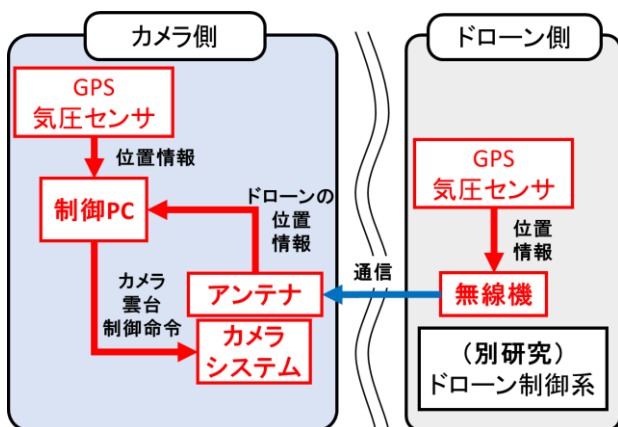 カメラ側
GPS
気圧センサ
位置情報
制御PC
ドローンの
位置
情報
カメラ
雲台
制御命令
アンテナ
カメラ
システム
通信
ドローン側
GPS
気圧センサ
位置
情報
無線機
（別研究）
ドローン制御系